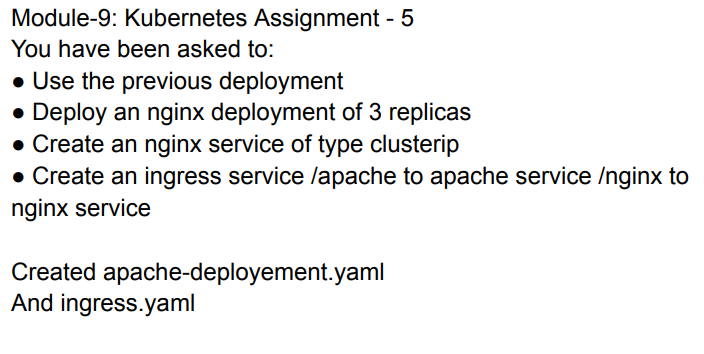 Module-9: Kubernetes Assignment - 5
You have been asked to:
● Use the previous deployment
● Deploy an nginx deployment of 3 replicas
● Create an nginx service of type clusterip
● Create an ingress service /apache to apache service /nginx to
nginx service
Created apache-deployement.yaml
And ingress.yaml